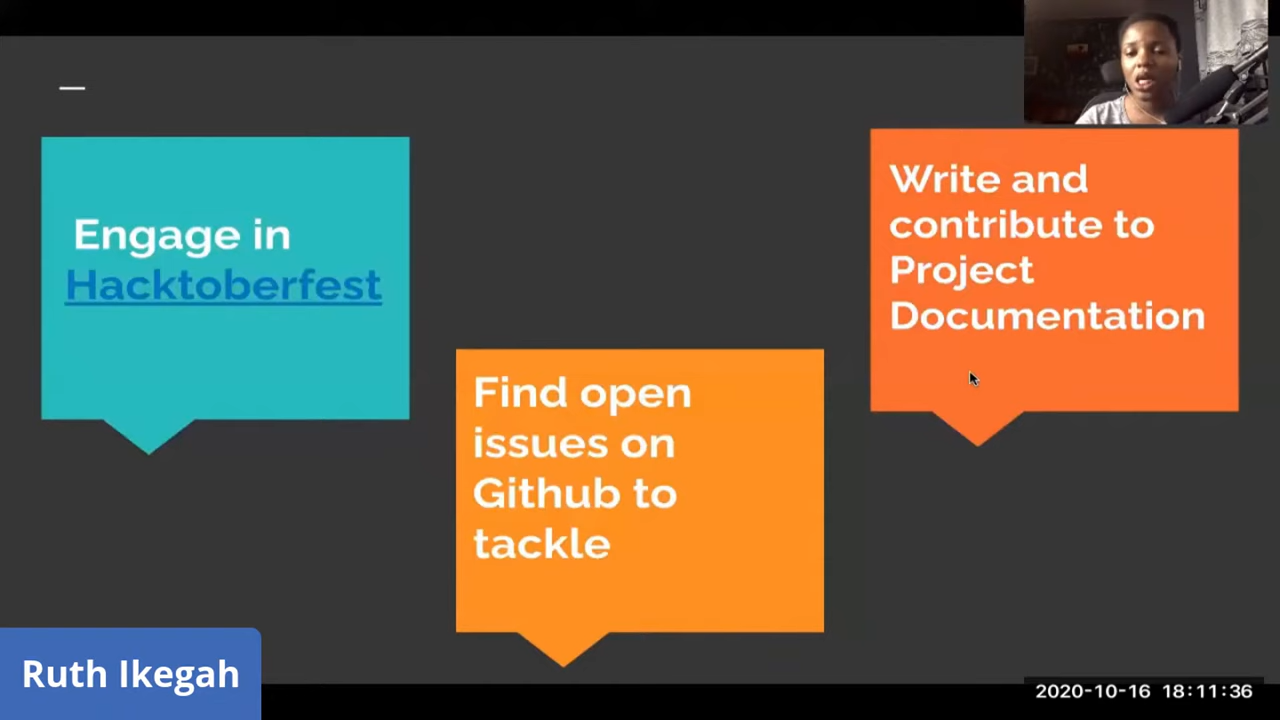 Engage in
Hacktoberfest
Find open
issues on
Github to
tackle
Write and
contribute to
Project
Documentation
Ruth Ikegah
2020-10-16 18:11:36